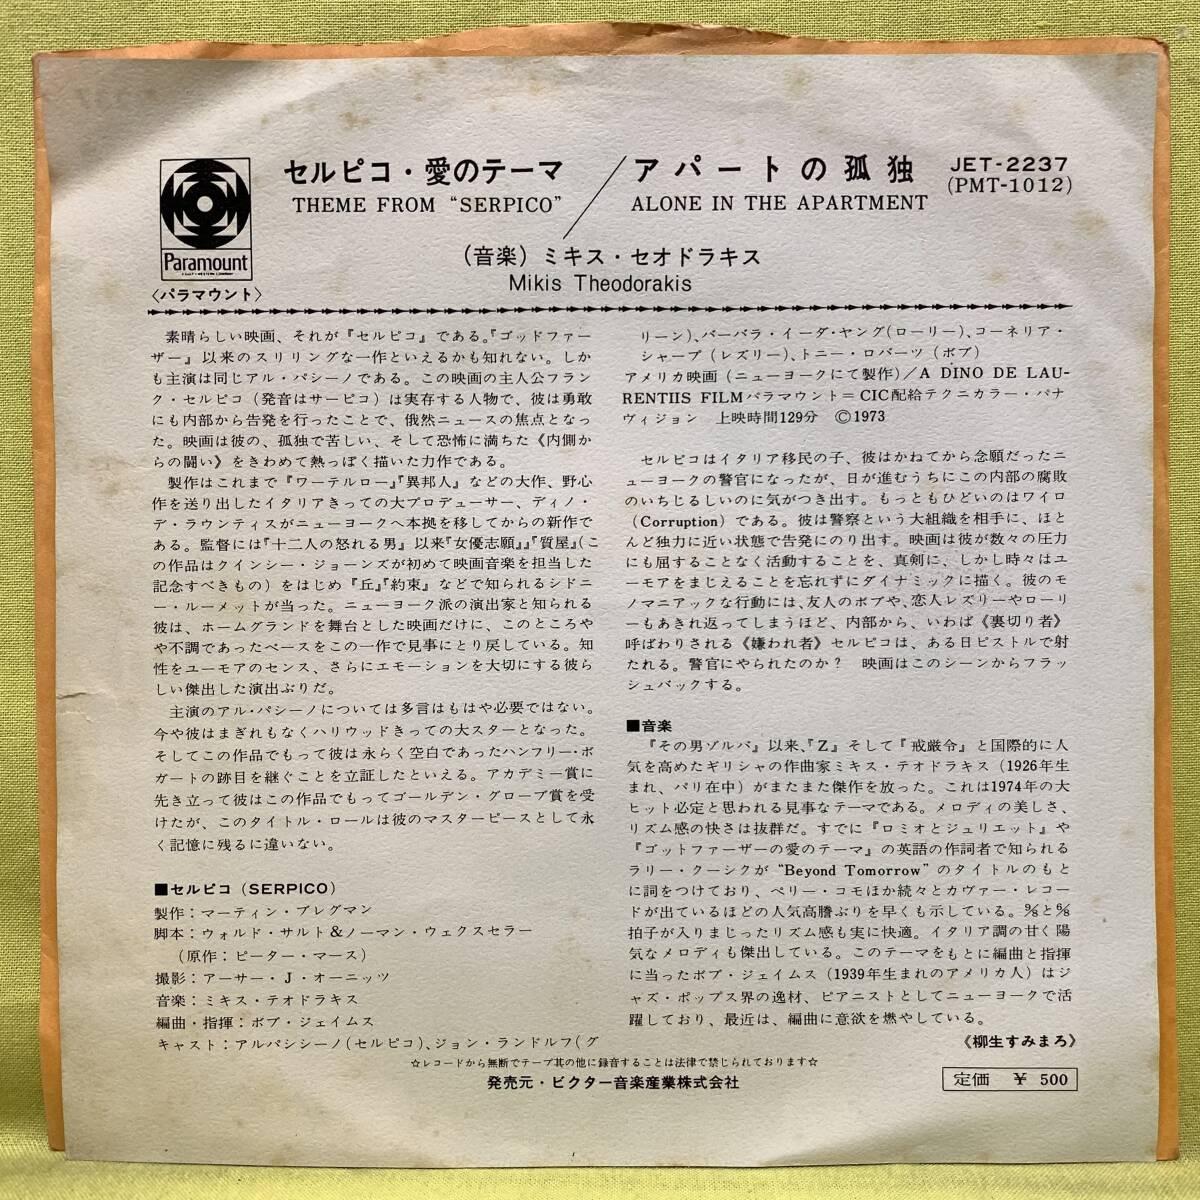 セルピコ・愛のテーマ／アパートの孤独 JET-2237
THEME FROM “SERPICO” ALONE IN THE APARTMENT (PMT-1012)
(音楽) ミキス・セオドラキス
Mikis Theodorakis
Paramount
〈パラマウント〉
素晴らしい映画、それが『セルピコ』である。『ゴッドファー
ザー』以来のスリリングな一作といえるかも知れない。しか
も主演は同じアル・パシーノである。この映画の主人公フラン
ク・セルピコ（発音はサーピコ）は実存する人物で、彼は勇敢
にも内部から告発を行ったことで、俄然ニュースの焦点となっ
た。映画は彼の、孤独で苦しい、そして恐怖に満ちた《内側か
らの闘い》をきわめて熱っぽく描いた力作である。
製作はこれまで『ワーテルロー』『異邦人』などの大作、野心
作を送り出したイタリアきっての大プロデューサー、ディノ・
デ・ラウンティスがニューヨークへ本拠を移してからの新作で
ある。監督には『十二人の怒れる男』以来『女優志願』』『質屋』（こ
の作品はクインシー・ジョーンズが初めて映画音楽を担当した
記念すべきもの）をはじめ『丘』『約束』などで知られるシドニ
ー・ルーメットが当った。ニューヨーク派の演出家と知られる
彼は、ホームグランドを舞台とした映画だけに、このところや
や不調であったペースをこの一作で見事にとり戻している。知
性をユーモアのセンス、さらにエモーションを大切にする彼ら
しい傑出した演出ぶりだ。
主演のアル・パシーノについては多言はもはや必要ではない。
今や彼はまぎれもなくハリウッドきっての大スターとなった。
そしてこの作品でもって彼は永らく空白であったハンフリー・ボ
ガートの跡目を継ぐことを立証したといえる。アカデミー賞に
先き立って彼はこの作品でもってゴールデン・グローブ賞を受
けたが、このタイトル・ロールは彼のマスターピースとして永
く記憶に残るに違いない。
■セルピコ (SERPICO)
製作：マーティン・ブレグマン
脚本：ウォルド・サルト＆ノーマン・ウェクスセラー
（原作：ピーター・マース）
撮影：アーサー・J・オーニッツ
音楽：ミキス・テオドラキス
編曲・指揮：ボブ・ジェイムス
キャスト：アルパシシーノ（セルピコ）、ジョン・ランドルフ（グ
リーン）、バーバラ・イーダ・ヤング（ローリー）、コーネリア・
シャープ（レズリー）、トニー・ロバーツ（ボブ）
アメリカ映画（ニューヨークにて製作）／A DINO DE LAU-
RENTIIS FILMパラマウント＝CIC配給テクニカラー・パナ
ヴィジョン 上映時間129分 ©1973
セルピコはイタリア移民の子、彼はかねてから念願だったニ
ューヨークの警官になったが、日が進むうちにこの内部の腐敗
のいちじるしいのに気がつき出す。もっともひどいのはワイロ
（Corruption）である。彼は警察という大組織を相手に、ほと
んど独力に近い状態で告発にのり出す。映画は彼が数々の圧力
にも屈することなく活動することを、真剣に、しかし時々はユ
ーモアをまじえることを忘れずにダイナミックに描く。彼のモ
ノマニアックな行動には、友人のボブや、恋人レズリーやローリ
ーもあきれ返ってしまうほど、内部から、いわば《裏切り者》
呼ばわりされる《嫌われ者》セルピコは、ある日ピストルで射
たれる。警官にやられたのか？ 映画はこのシーンからフラッ
シュバックする。
■音楽
『その男ゾルバ』以来、『Z』そして『戒厳令』と国際的に人
気を高めたギリシャの作曲家ミキス・テオドラキス（1926年生
まれ、パリ在中）がまたまた傑作を放った。これは1974年の大
ヒット必定と思われる見事なテーマである。メロディの美しさ、
リズム感の快さは抜群だ。すでに『ロミオとジュリエット』や
『ゴットファーザーの愛のテーマ』の英語の作詞者で知られる
ラリー・クーシクが “Beyond Tomorrow” のタイトルのもと
に詞をつけており、ペリー・コモほか続々とカヴァー・レコー
ドが出ているほどの人気高騰ぶりを早くも示している。
拍子が入りまじったリズム感も実に快適。イタリア調の甘く陽
気なメロディも傑出している。このテーマをもとに編曲と指揮
に当ったボブ・ジェイムス（1939年生まれのアメリカ人）はジ
ャズ・ポップス界の逸材、ピアニストとしてニューヨークで活
躍しており、最近は、編曲に意欲を燃やしている。
《柳生すみまろ》
☆レコードから無断でテープ其の他に録音することは法律で禁じられております☆
発売元・ビクター音楽産業株式会社
定価 ￥ 500